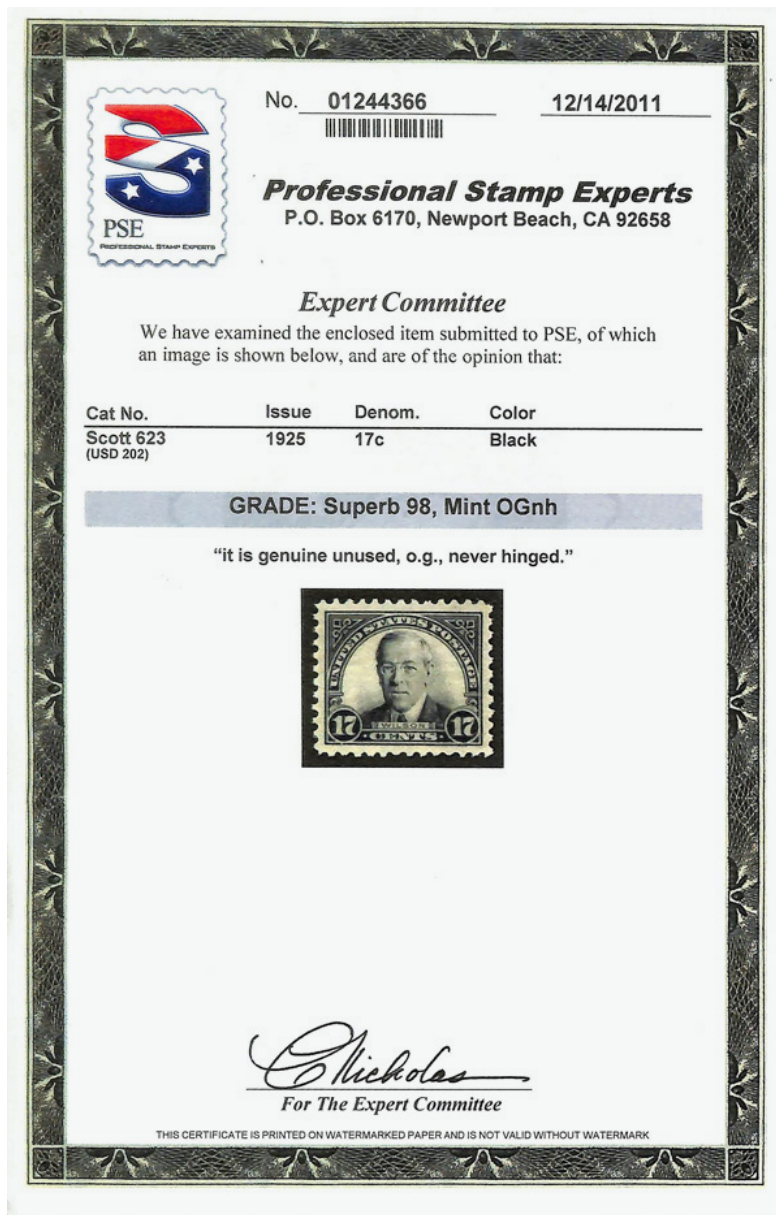 No. 01244366 12/14/2011
PSE
PROFESSIONAL STAMP EXPERTS
Professional Stamp Experts
P.O. Box 6170, Newport Beach, CA 92658
Expert Committee
We have examined the enclosed item submitted to PSE, of which
an image is shown below, and are of the opinion that:
Cat No. Issue Denom. Color
Scott 623 1925 17c Black
(USD 202)
GRADE: Superb 98, Mint OGnh
“it is genuine unused, o.g., never hinged.”
UNITED STATES POSTAGE
WILSON
17 CENTS 17
C Nicholas
For The Expert Committee
THIS CERTIFICATE IS PRINTED ON WATERMARKED PAPER AND IS NOT VALID WITHOUT WATERMARK